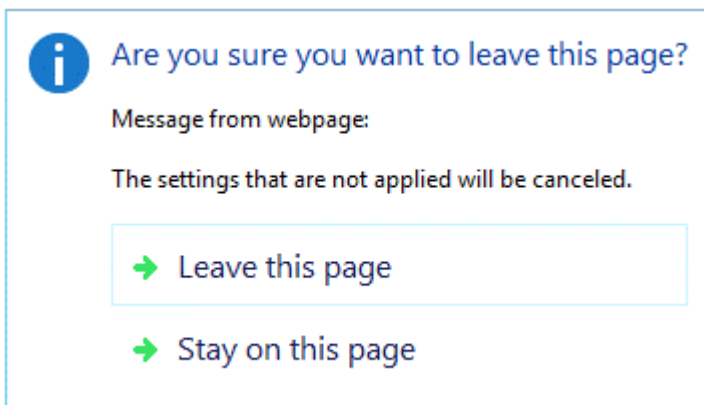 Are you sure you want to leave this page?
Message from webpage:
The settings that are not applied will be canceled.
Leave this page
Stay on this page